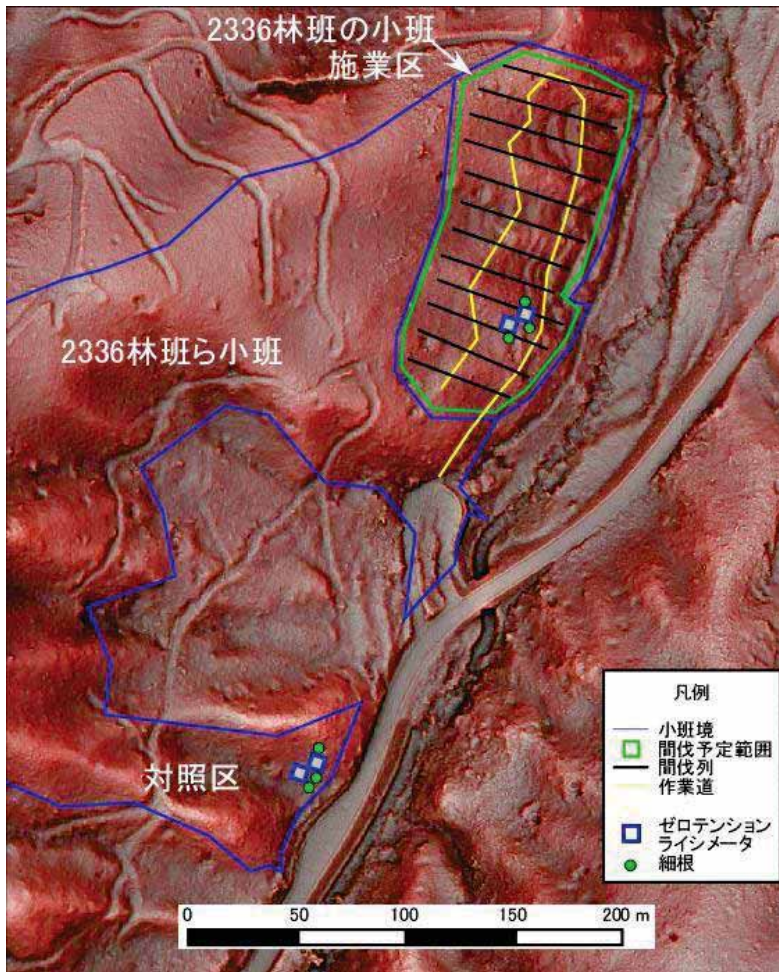 2336林班の小班
施業区
2336林班ら小班
対照区
凡例
小班境
間伐予定範囲
間伐列
作業道
ゼロテンション
ライシメータ
細根
0 50 100 150 200 m